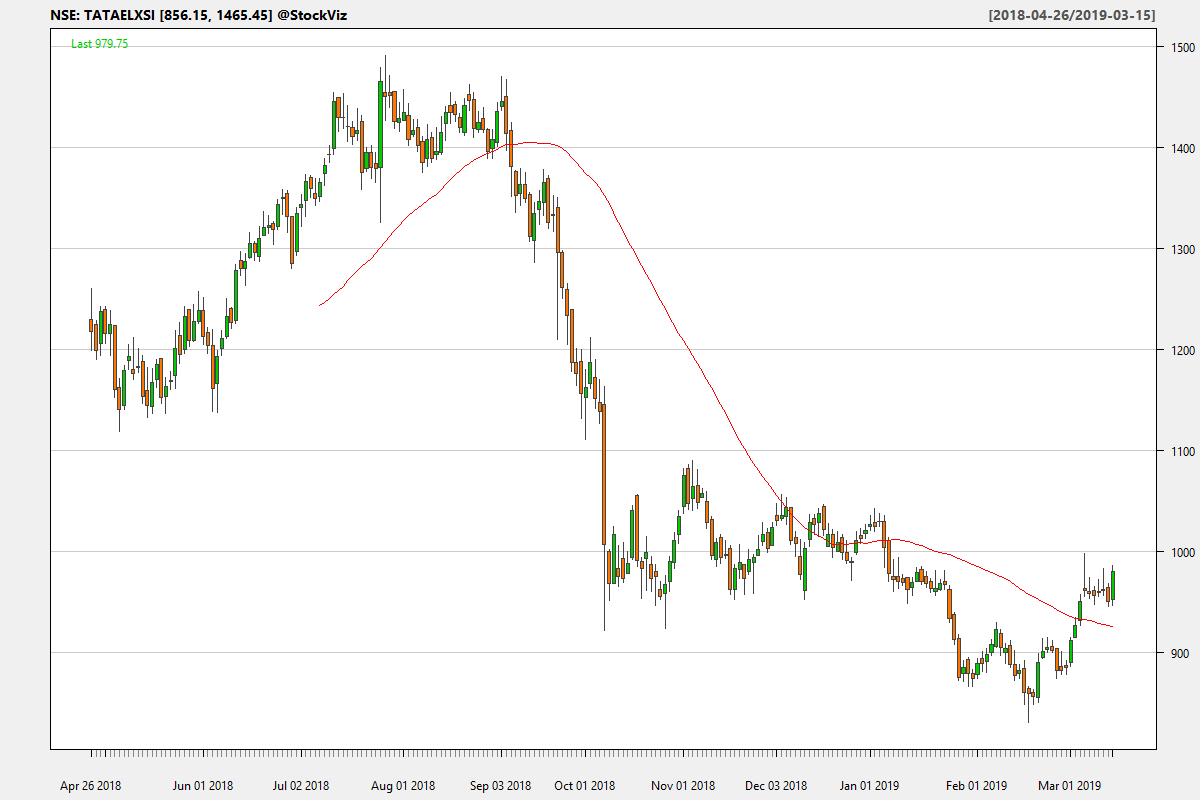 NSE: TATAELXSI [856.15, 1465.45] @StockViz [2018-04-26/2019-03-15]
Last 979.75
1500
1400
1300
1200
1100
1000
900
Apr 26 2018 Jun 01 2018 Jul 02 2018 Aug 01 2018 Sep 03 2018 Oct 01 2018 Nov 01 2018 Dec 03 2018 Jan 01 2019 Feb 01 2019 Mar 01 2019